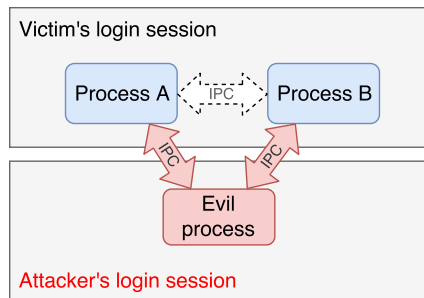 Victim's login session
Process A
IPC
Process B
IPC
IPC
Evil
process
Attacker's login session